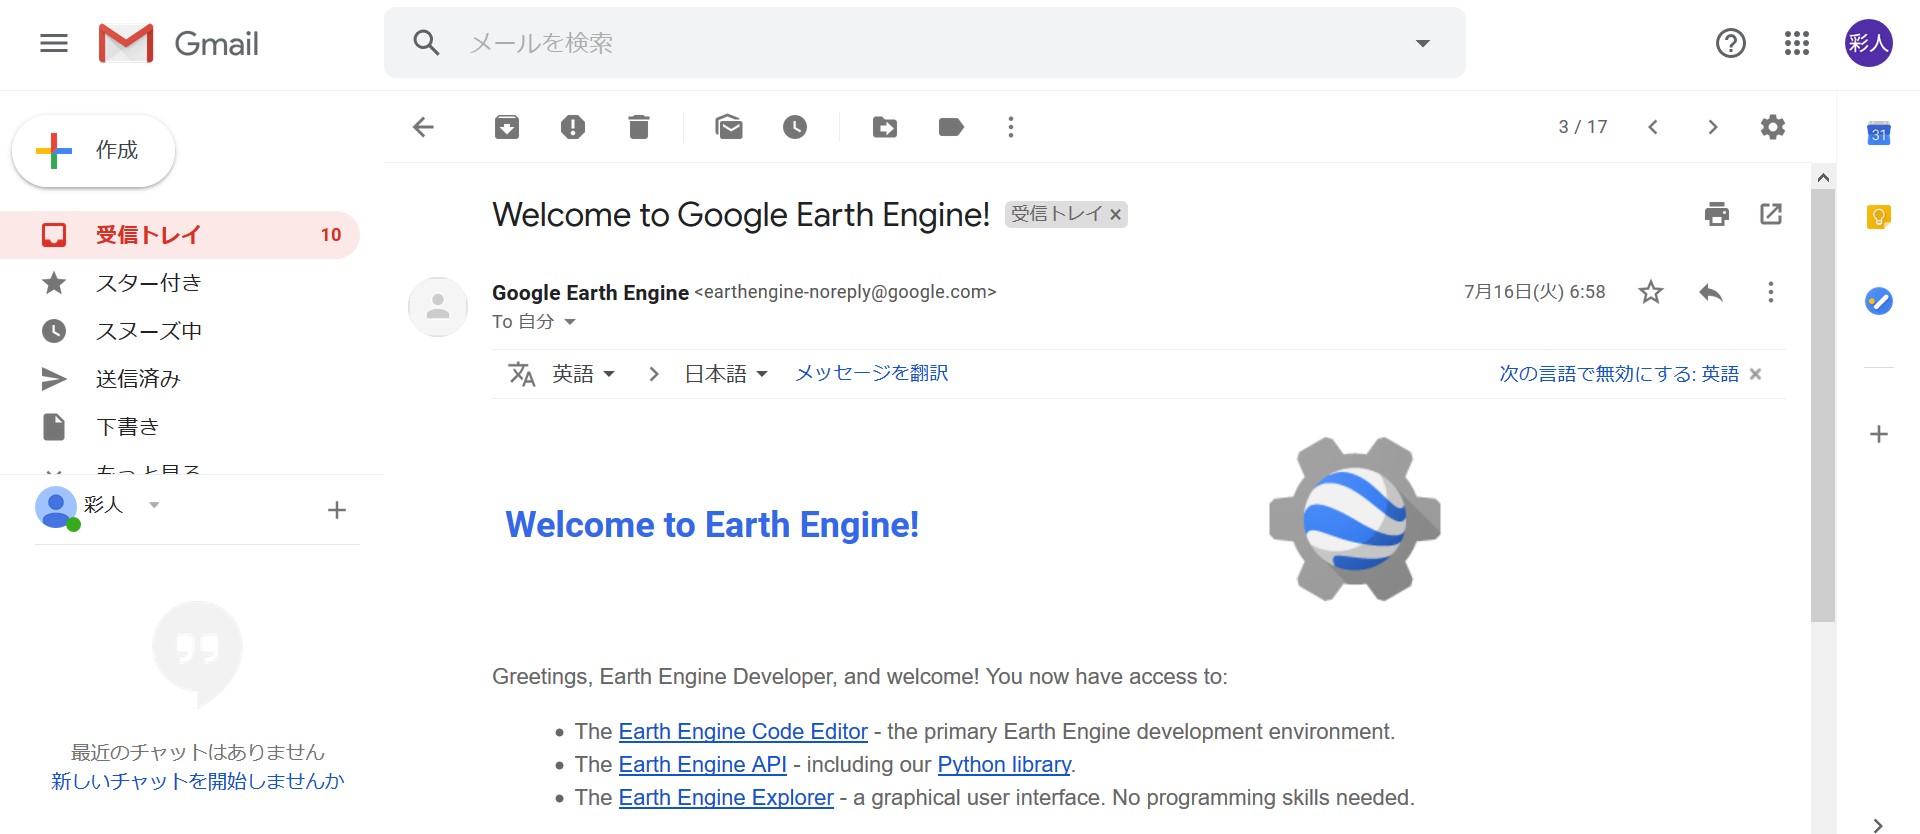 Gmail
メールを検索
彩人
作成
3 / 17
31
受信トレイ 10
スター付き
スヌーズ中
送信済み
下書き
もっと見る
彩人
最近のチャットはありません
新しいチャットを開始しませんか
Welcome to Google Earth Engine! 受信トレイ ×
Google Earth Engine <earthengine-noreply@google.com> 7月16日(火) 6:58
To 自分
英語 > 日本語 メッセージを翻訳 次の言語で無効にする: 英語 ×
Welcome to Earth Engine!
Greetings, Earth Engine Developer, and welcome! You now have access to:
• The Earth Engine Code Editor - the primary Earth Engine development environment.
• The Earth Engine API - including our Python library.
• The Earth Engine Explorer - a graphical user interface. No programming skills needed.